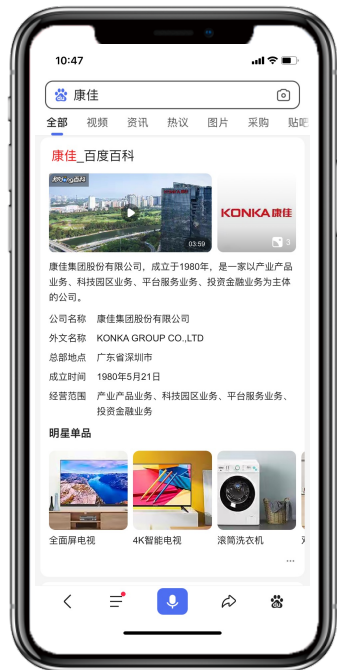 10:47
康佳
全部 视频 资讯 热议 图片 采购 贴吧
康佳_百度百科
秒懂百科
KONKA 康佳
03:59
3
康佳集团股份有限公司，成立于1980年，是一家以产业产品
业务、科技园区业务、平台服务业务、投资金融业务为主体
的公司。
公司名称 康佳集团股份有限公司
外文名称 KONKA GROUP CO.,LTD
总部地点 广东省深圳市
成立时间 1980年5月21日
经营范围 产业产品业务、科技园区业务、平台服务业务、
投资金融业务
明星单品
全面屏电视 4K智能电视 滚筒洗衣机